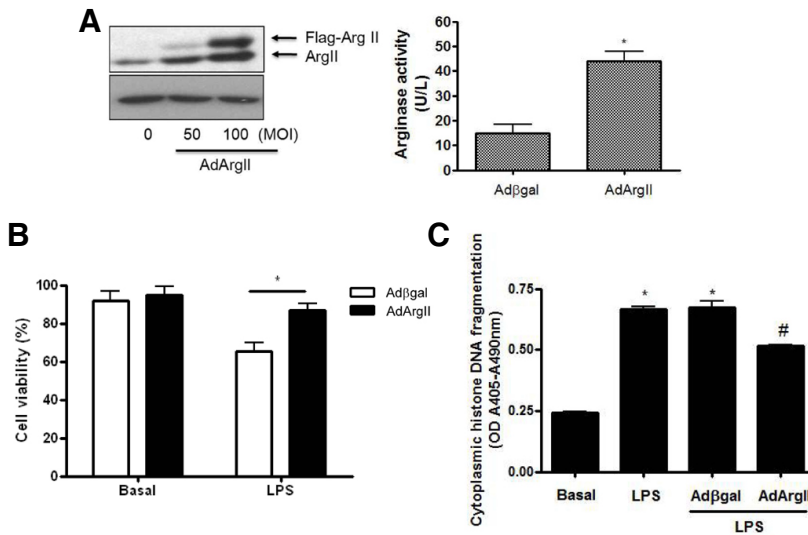 A
Flag-Arg II
ArgII
0 50 100 (MOI)
AdArgII
Arginase activity
(U/L)
60
50
40
30
20
10
0
*
Adβgal AdArgII
B
Cell viability (%)
100
80
60
40
20
0
*
Adβgal
AdArgII
Basal LPS
C
Cytoplasmic histone DNA fragmentation
(OD A405-A490nm)
0.75
0.50
0.25
0.00
* * #
Basal LPS Adβgal AdArgII
LPS